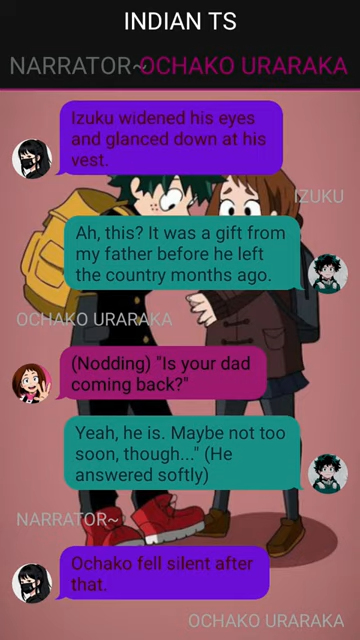 INDIAN TS
NARRATOR~OCHAKO URARAKA
Izuku widened his eyes
and glanced down at his
vest.
IZUKU
Ah, this? It was a gift from
my father before he left
the country months ago.
OCHAKO URARAKA
(Nodding) "Is your dad
coming back?"
Yeah, he is. Maybe not too
soon, though..." (He
answered softly)
NARRATOR~
Ochako fell silent after
that.
OCHAKO URARAKA